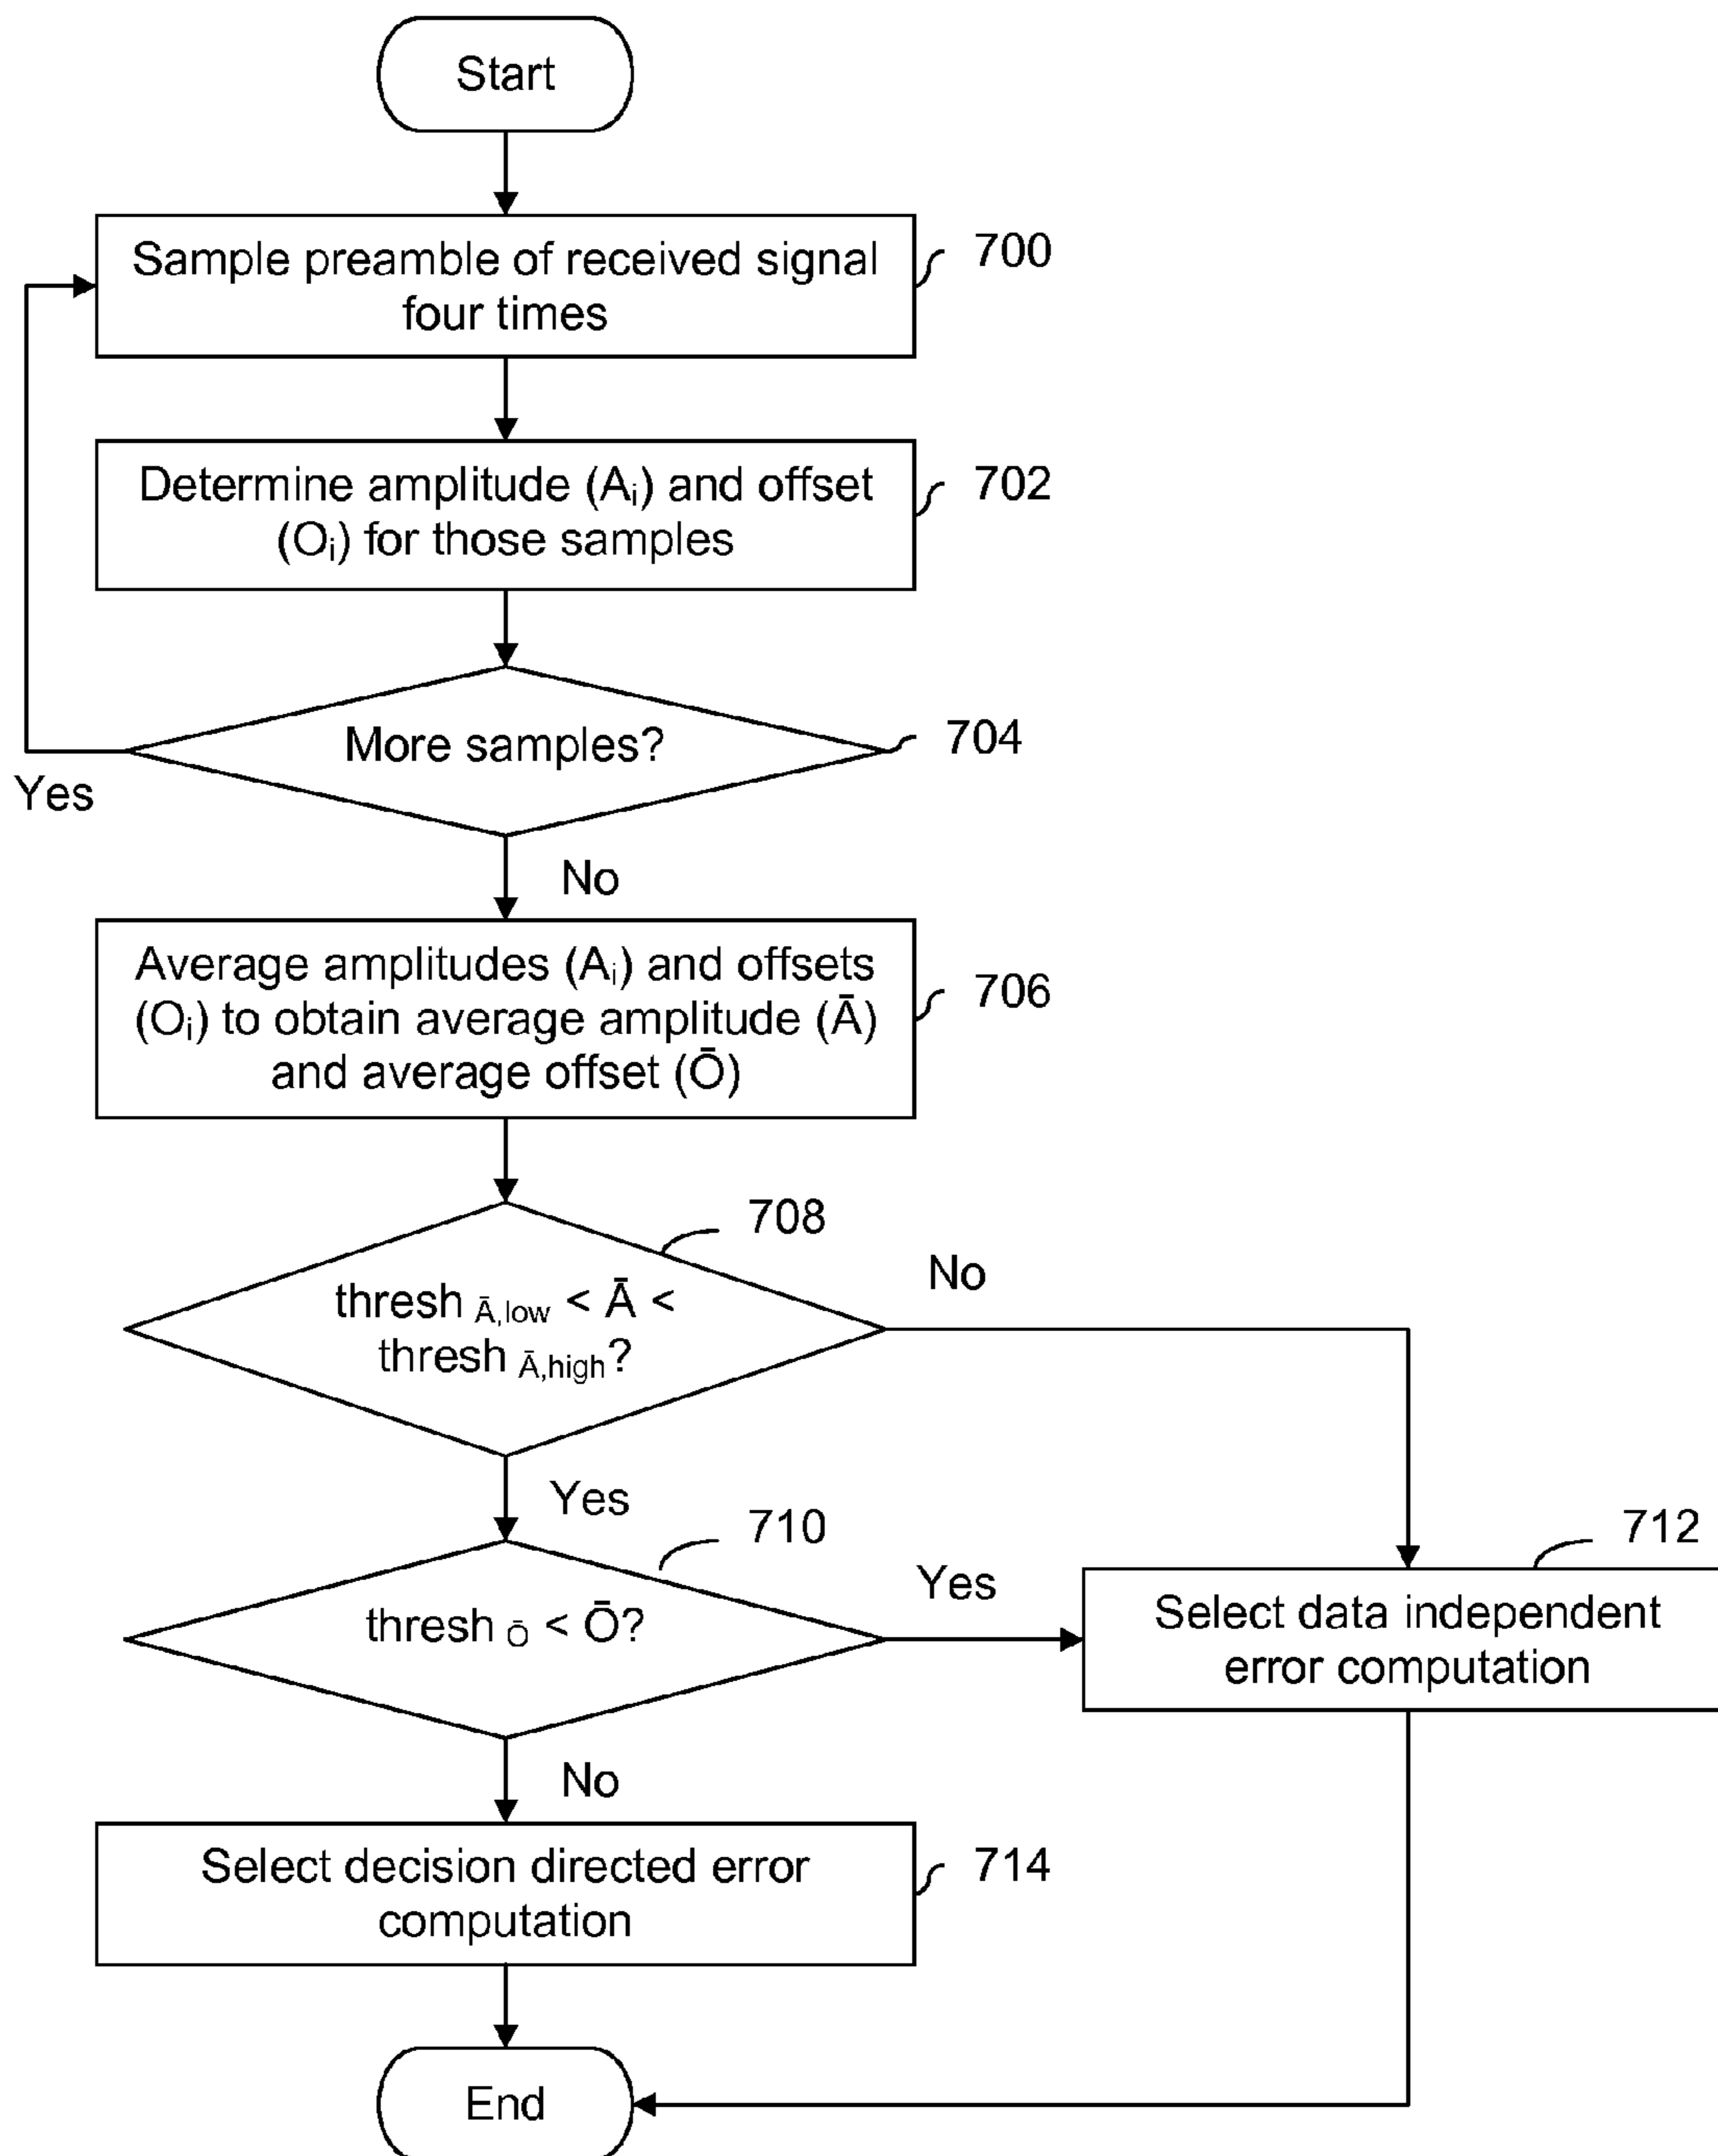 Start
Sample preamble of received signal
four times
700
Determine amplitude (Aᵢ) and offset
(Oᵢ) for those samples
702
More samples?
704
Yes
No
Average amplitudes (Aᵢ) and offsets
(Oᵢ) to obtain average amplitude (Ā)
and average offset (Ō)
706
708
thresh Ā,low < Ā <
thresh Ā,high?
No
Yes
710
thresh Ō < Ō?
Yes
712
Select data independent
error computation
No
Select decision directed error
computation
714
End